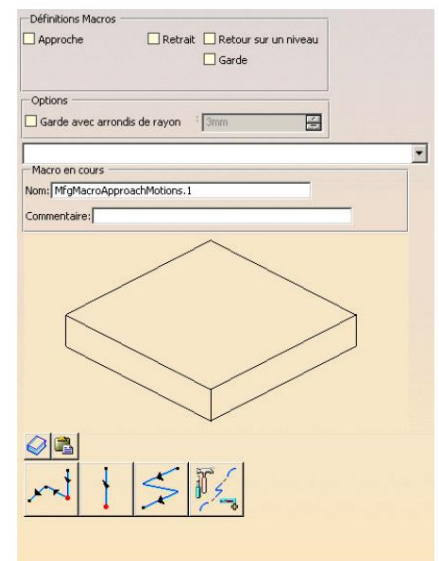 Définitions Macros
Approche Retrait Retour sur un niveau
Garde
Options
Garde avec arrondis de rayon : 3mm
Macro en cours
Nom: MfgMacroApproachMotions.1
Commentaire: